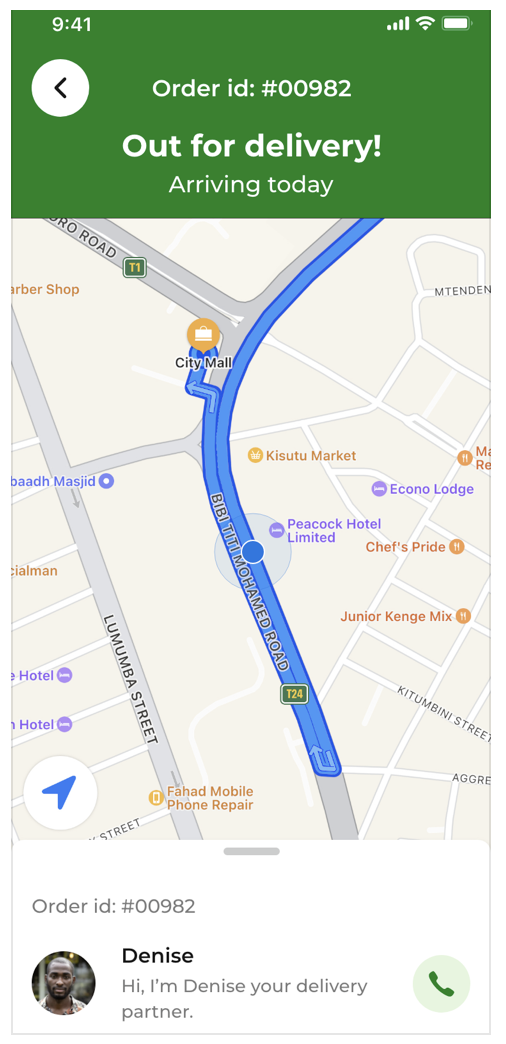 9:41
Order id: #00982
Out for delivery!
Arriving today
ORO ROAD
T1
arber Shop
MTENDEN
City Mall
Kisutu Market
Ma
Re
baadh Masjid
Econo Lodge
Peacock Hotel
Limited
Chef's Pride
BIBI TITI MOHAMED ROAD
cialman
Junior Kenge Mix
LUMUMBA STREET
e Hotel
T24
KITUMBINI STREET
n Hotel
AGGRE
Fahad Mobile
Phone Repair
K STREET
Order id: #00982
Denise
Hi, I’m Denise your delivery
partner.